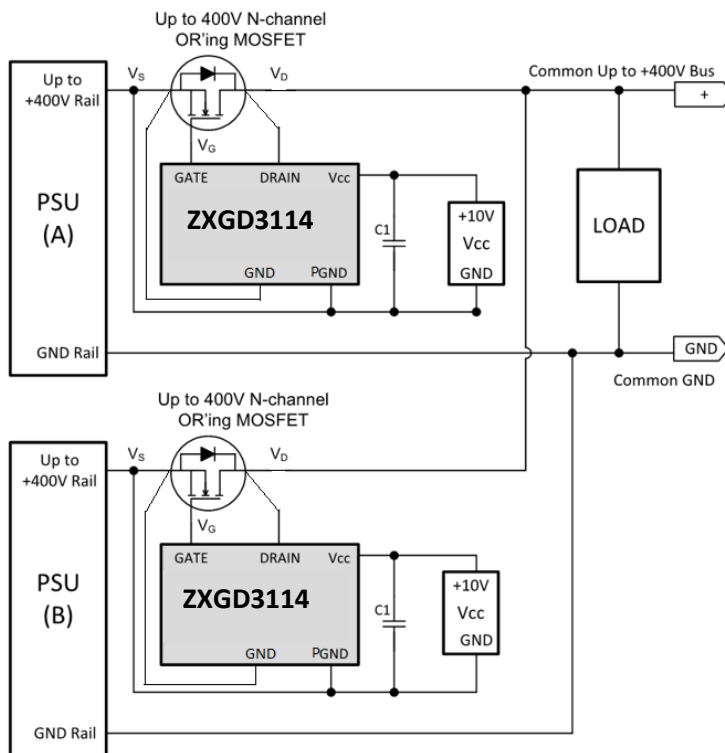 Up to 400V N-channel
OR'ing MOSFET
Up to
+400V Rail
VS
VD
Common Up to +400V Bus
+
VG
GATE
DRAIN
Vcc
PSU
(A)
ZXGD3114
C1
+10V
Vcc
GND
LOAD
GND
PGND
GND Rail
GND
Common GND
Up to 400V N-channel
OR'ing MOSFET
Up to
+400V Rail
VS
VD
VG
GATE
DRAIN
Vcc
PSU
(B)
ZXGD3114
C1
+10V
Vcc
GND
GND
PGND
GND Rail